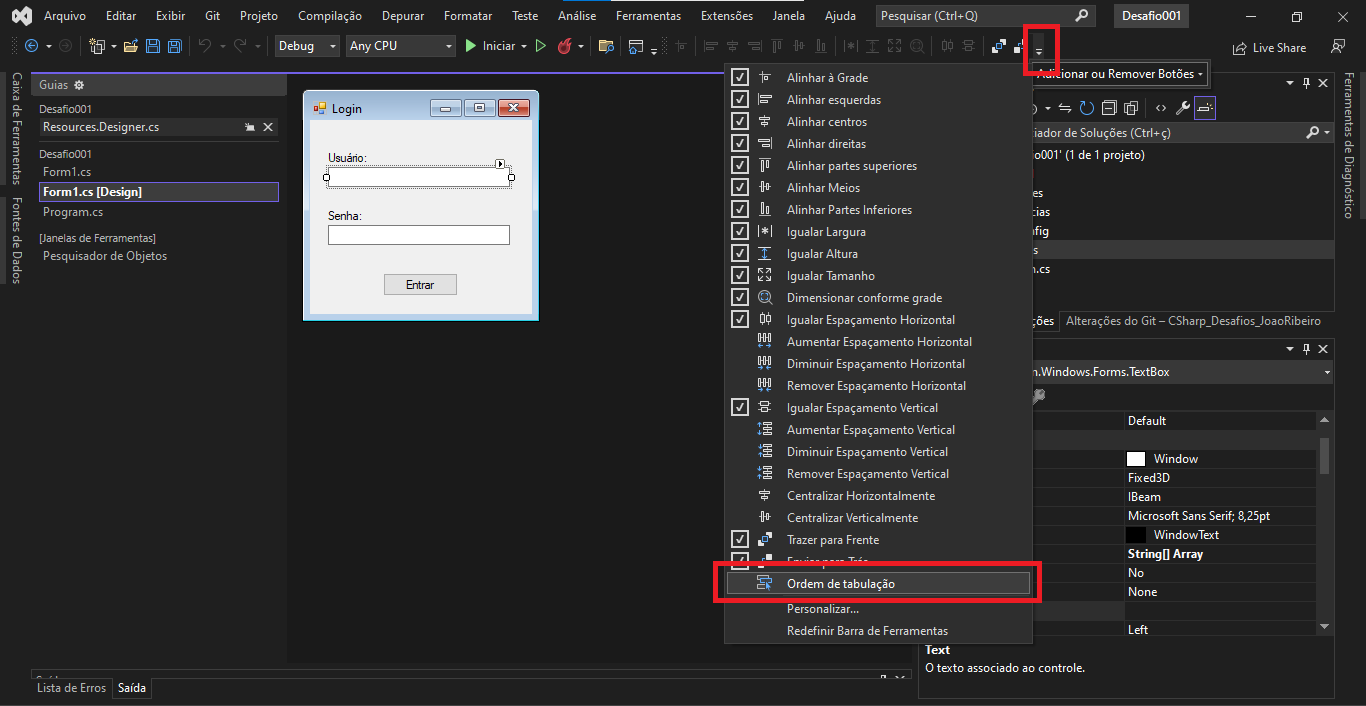 Arquivo Editar Exibir Git Projeto Compilação Depurar Formatar Teste Análise Ferramentas Extensões Janela Ajuda Pesquisar (Ctrl+Q) Desafio001
Debug Any CPU Iniciar Live Share
Adicionar ou Remover Botões
Caixa de Ferramentas
Fontes de Dados
Guias
Desafio001
Resources.Designer.cs
Desafio001
Form1.cs
Form1.cs [Design]
Program.cs
[Janelas de Ferramentas]
Pesquisador de Objetos
Login
Usuário:
Senha:
Entrar
Alinhar à Grade
Alinhar esquerdas
Alinhar centros
Alinhar direitas
Alinhar partes superiores
Alinhar Meios
Alinhar Partes Inferiores
Igualar Largura
Igualar Altura
Igualar Tamanho
Dimensionar conforme grade
Igualar Espaçamento Horizontal
Aumentar Espaçamento Horizontal
Diminuir Espaçamento Horizontal
Remover Espaçamento Horizontal
Igualar Espaçamento Vertical
Aumentar Espaçamento Vertical
Diminuir Espaçamento Vertical
Remover Espaçamento Vertical
Centralizar Horizontalmente
Centralizar Verticalmente
Trazer para Frente
Enviar para Trás
Ordem de tabulação
Personalizar...
Redefinir Barra de Ferramentas
ciador de Soluções (Ctrl+ç)
o001' (1 de 1 projeto)
es
cias
nfig
s
n.cs
ções Alterações do Git – CSharp_Desafios_JoaoRibeiro
n.Windows.Forms.TextBox
Default
Window
Fixed3D
IBeam
Microsoft Sans Serif; 8,25pt
WindowText
String[] Array
No
None
Left
Text
O texto associado ao controle.
Ferramentas de Diagnóstico
Saída
Lista de Erros Saída